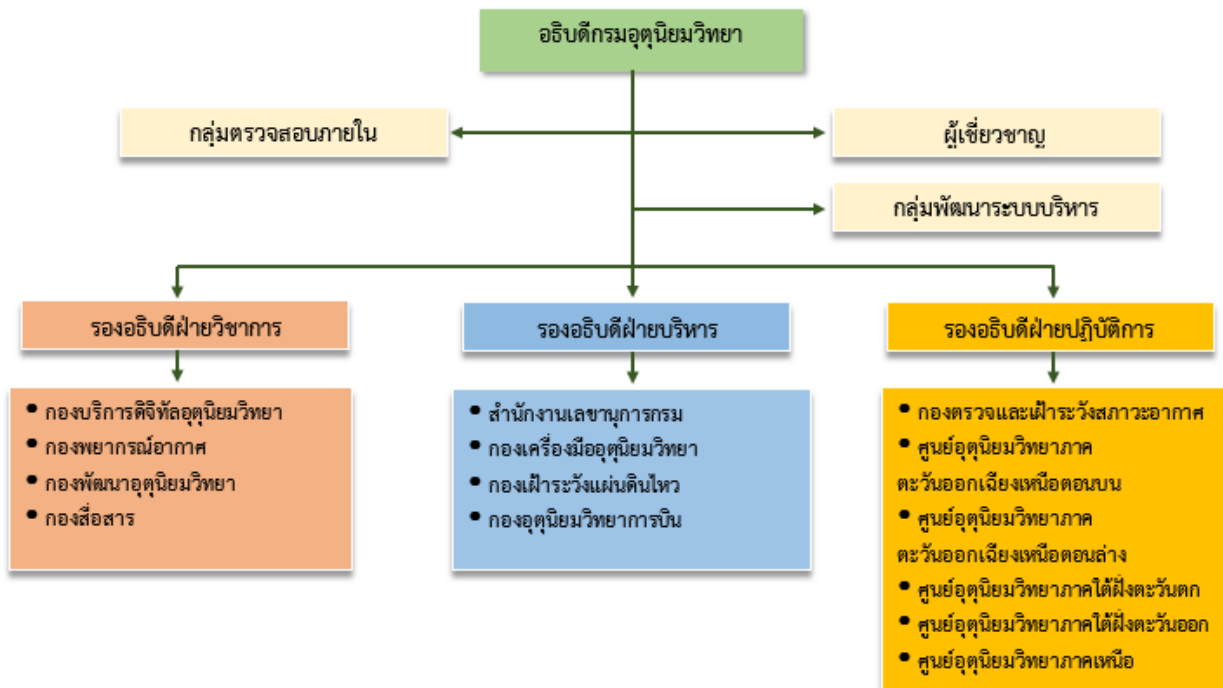 อธิบดีกรมอุตุนิยมวิทยา
กลุ่มตรวจสอบภายใน
ผู้เชี่ยวชาญ
กลุ่มพัฒนาระบบบริหาร
รองอธิบดีฝ่ายวิชาการ
• กองบริการดิจิทัลอุตุนิยมวิทยา
• กองพยากรณ์อากาศ
• กองพัฒนาอุตุนิยมวิทยา
• กองสื่อสาร
รองอธิบดีฝ่ายบริหาร
• สำนักงานเลขานุการกรม
• กองเครื่องมืออุตุนิยมวิทยา
• กองเฝ้าระวังแผ่นดินไหว
• กองอุตุนิยมวิทยาการบิน
รองอธิบดีฝ่ายปฏิบัติการ
• กองตรวจและเฝ้าระวังสภาวะอากาศ
• ศูนย์อุตุนิยมวิทยาภาค
ตะวันออกเฉียงเหนือตอนบน
• ศูนย์อุตุนิยมวิทยาภาค
ตะวันออกเฉียงเหนือตอนล่าง
• ศูนย์อุตุนิยมวิทยาภาคใต้ฝั่งตะวันตก
• ศูนย์อุตุนิยมวิทยาภาคใต้ฝั่งตะวันออก
• ศูนย์อุตุนิยมวิทยาภาคเหนือ